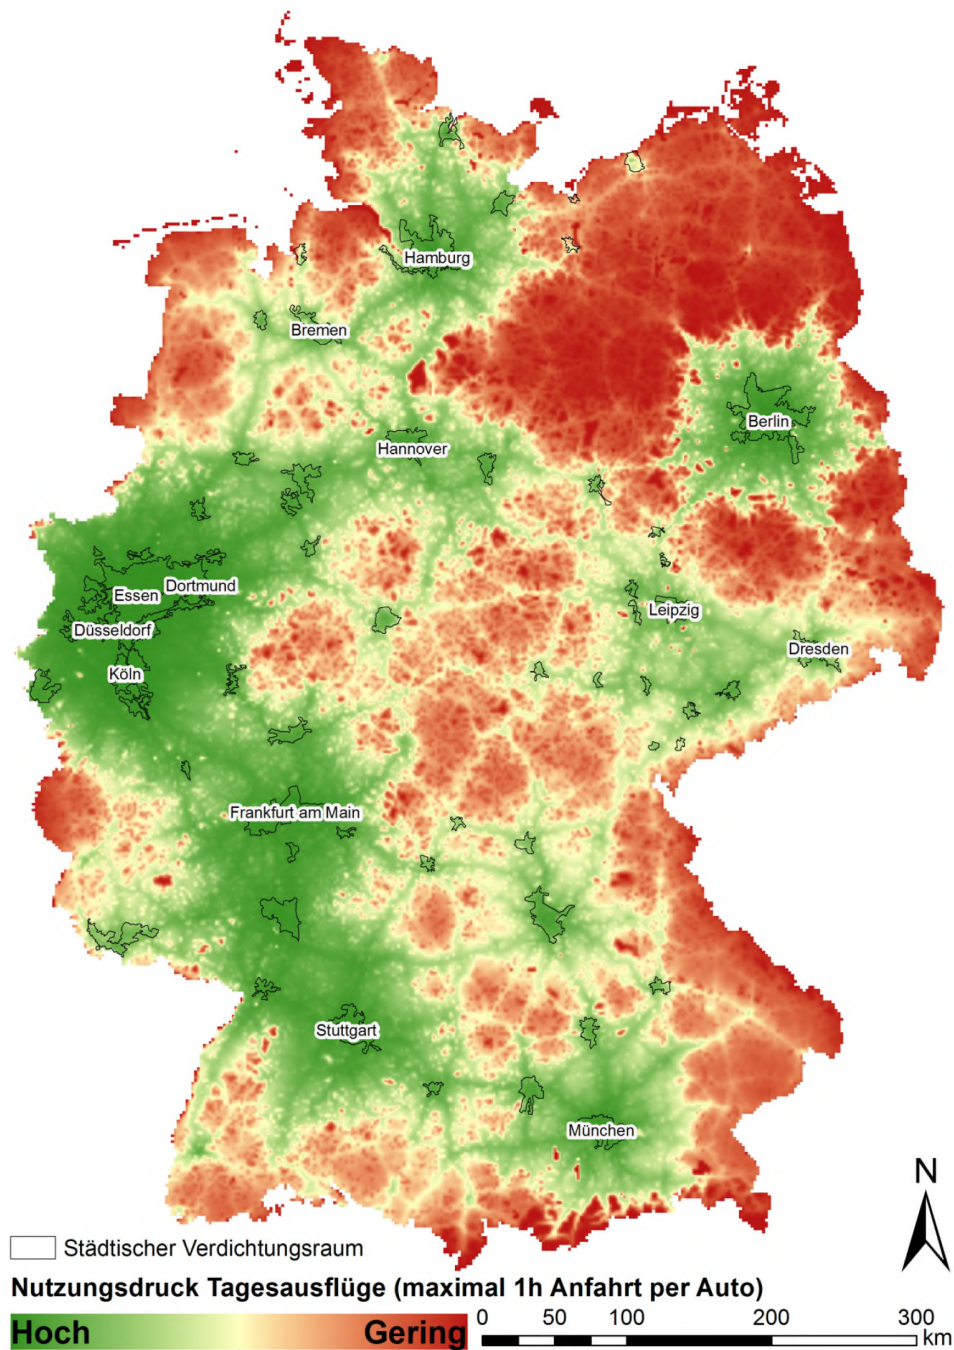 Hamburg
Bremen
Berlin
Hannover
Essen
Dortmund
Düsseldorf
Leipzig
Dresden
Köln
Frankfurt am Main
Stuttgart
München
N
Städtischer Verdichtungsraum
Nutzungsdruck Tagesausflüge (maximal 1h Anfahrt per Auto)
Hoch
Gering
0 50 100 200 300
km